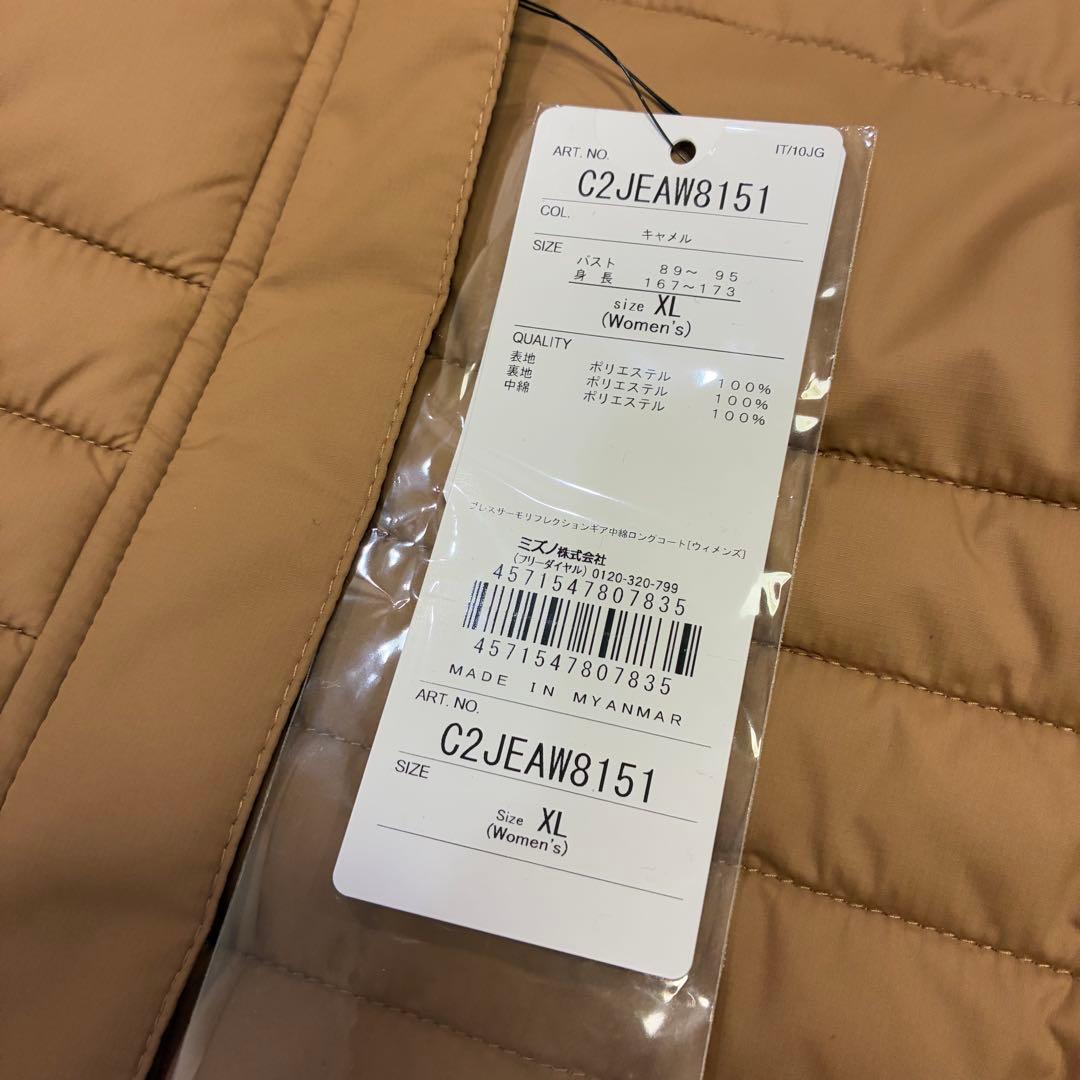 ART. NO.
IT/10JG
C2JEAW8151
COL.
キャメル
SIZE
バスト 89〜 95
身長 167〜173
size XL
(Women's)
QUALITY
表地 ポリエステル 100%
裏地 ポリエステル 100%
中綿 ポリエステル 100%
ブレスサーモリフレクションギア中綿ロングコート[ウィメンズ]
ミズノ株式会社
(フリーダイヤル) 0120-320-799
4571547807835
4571547807835
MADE IN MYANMAR
ART. NO.
C2JEAW8151
SIZE
Size XL
(Women's)